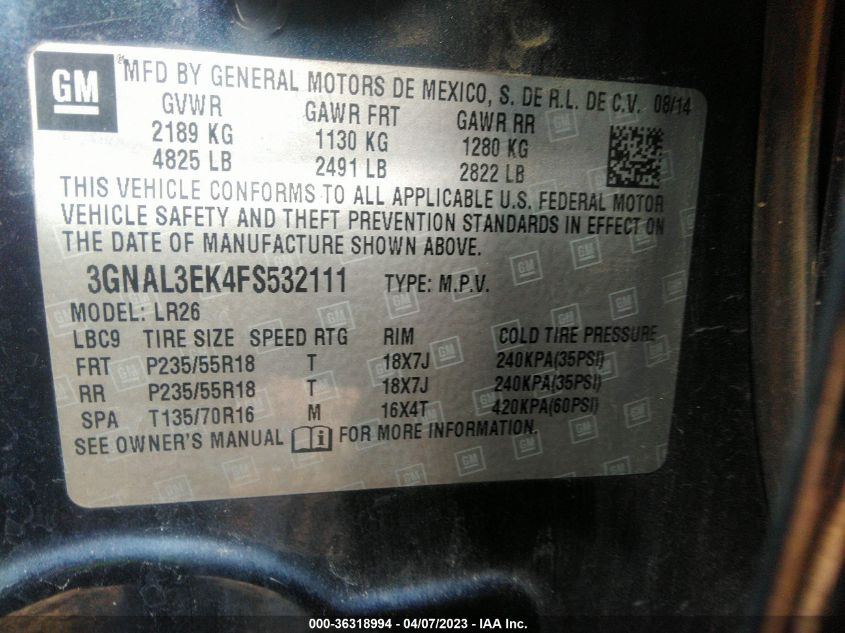 GM MFD BY GENERAL MOTORS DE MEXICO, S. DE R.L. DE C.V. 08/14
GVWR GAWR FRT GAWR RR
2189 KG 1130 KG 1280 KG
4825 LB 2491 LB 2822 LB
THIS VEHICLE CONFORMS TO ALL APPLICABLE U.S. FEDERAL MOTOR
VEHICLE SAFETY AND THEFT PREVENTION STANDARDS IN EFFECT ON
THE DATE OF MANUFACTURE SHOWN ABOVE.
3GNAL3EK4FS532111 TYPE: M.P.V.
MODEL: LR26
LBC9 TIRE SIZE SPEED RTG RIM COLD TIRE PRESSURE
FRT P235/55R18 T 18X7J 240KPA(35PSI)
RR P235/55R18 T 18X7J 240KPA(35PSI)
SPA T135/70R16 M 16X4T 420KPA(60PSI)
SEE OWNER'S MANUAL i FOR MORE INFORMATION.
000-36318994 - 04/07/2023 - IAA Inc.